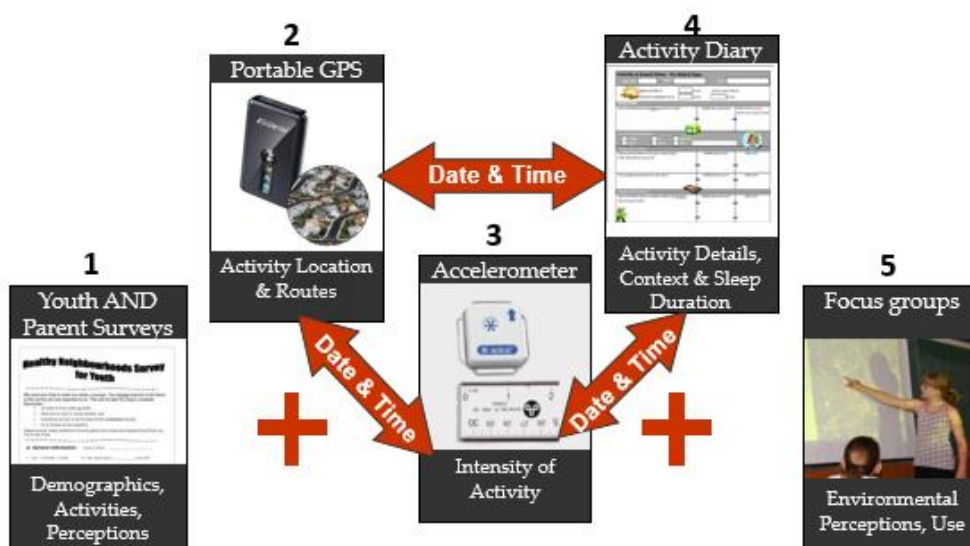 1
Youth AND
Parent Surveys
Healthy Neighbourhoods Survey
for Youth
Demographics,
Activities,
Perceptions
2
Portable GPS
Activity Location
& Routes
Date & Time
3
Accelerometer
Intensity of
Activity
Date & Time
Date & Time
4
Activity Diary
Activity Details,
Context & Sleep
Duration
5
Focus groups
Environmental
Perceptions, Use